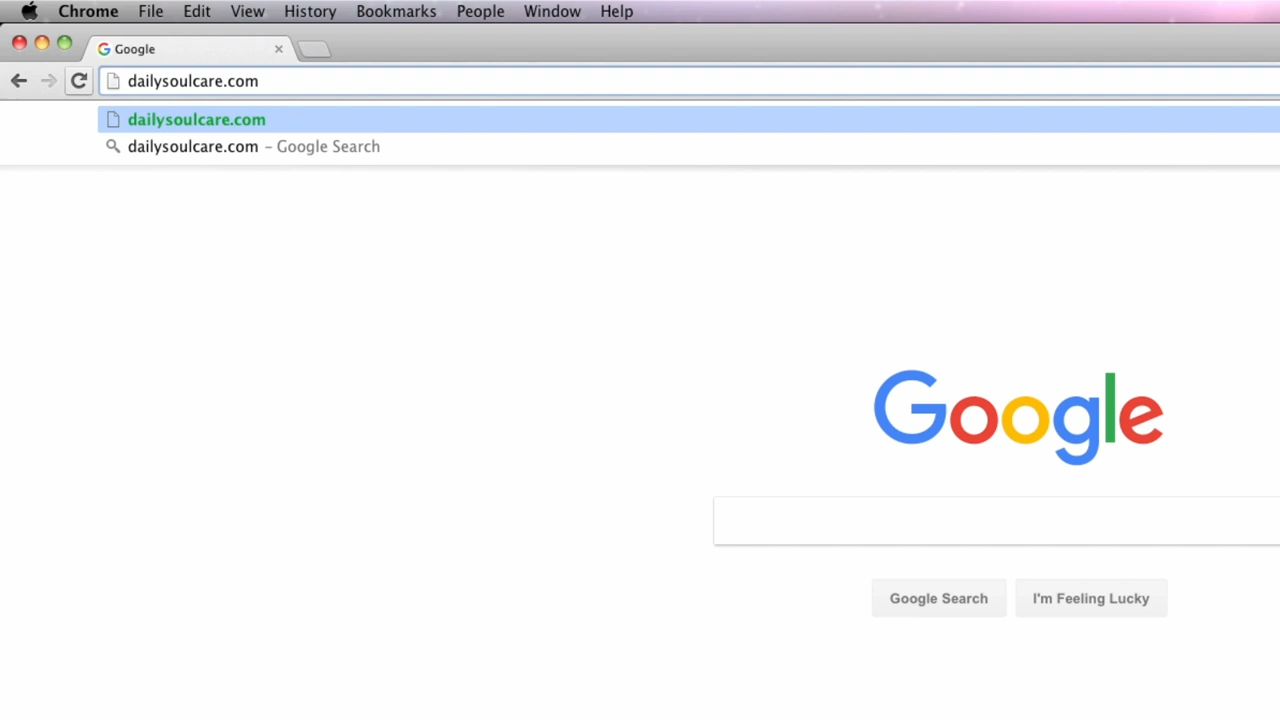 Chrome File Edit View History Bookmarks People Window Help
Google
dailysoulcare.com
dailysoulcare.com
dailysoulcare.com – Google Search
Google
Google Search I'm Feeling Lucky